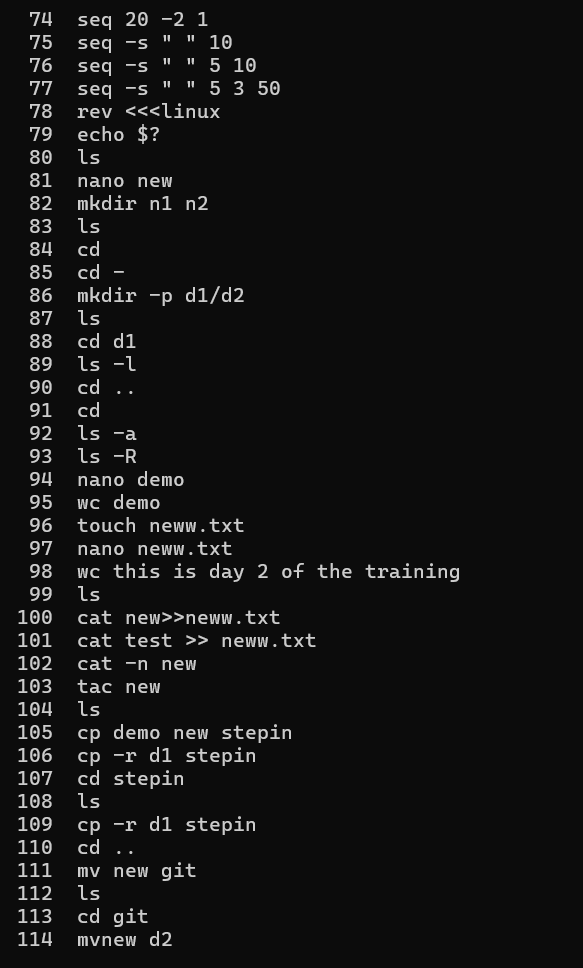 74  seq 20 -2 1
75  seq -s " " 10
76  seq -s " " 5 10
77  seq -s " " 5 3 50
78  rev <<<linux
79  echo $?
80  ls
81  nano new
82  mkdir n1 n2
83  ls
84  cd
85  cd -
86  mkdir -p d1/d2
87  ls
88  cd d1
89  ls -l
90  cd ..
91  cd
92  ls -a
93  ls -R
94  nano demo
95  wc demo
96  touch neww.txt
97  nano neww.txt
98  wc this is day 2 of the training
99  ls
100  cat new>>neww.txt
101  cat test >> neww.txt
102  cat -n new
103  tac new
104  ls
105  cp demo new stepin
106  cp -r d1 stepin
107  cd stepin
108  ls
109  cp -r d1 stepin
110  cd ..
111  mv new git
112  ls
113  cd git
114  mvnew d2